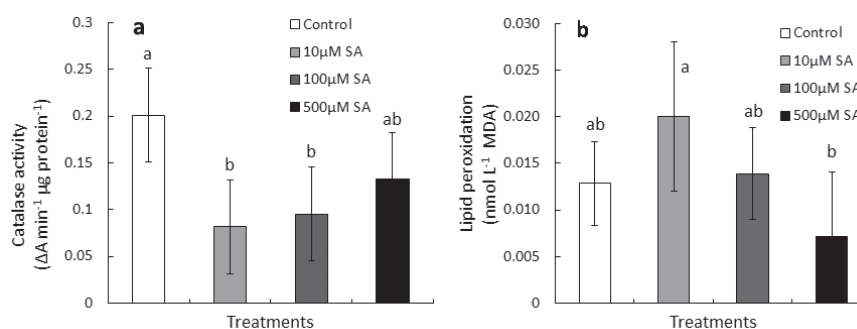 a
Control
10µM SA
100µM SA
500µM SA
Catalase activity
(ΔA min⁻¹ µg protein⁻¹)
0.3
0.25
0.2
0.15
0.1
0.05
0
a
b
b
ab
Treatments
b
Control
10µM SA
100µM SA
500µM SA
Lipid peroxidation
(nmol L⁻¹ MDA)
0.030
0.025
0.020
0.015
0.010
0.005
0
ab
a
ab
b
Treatments